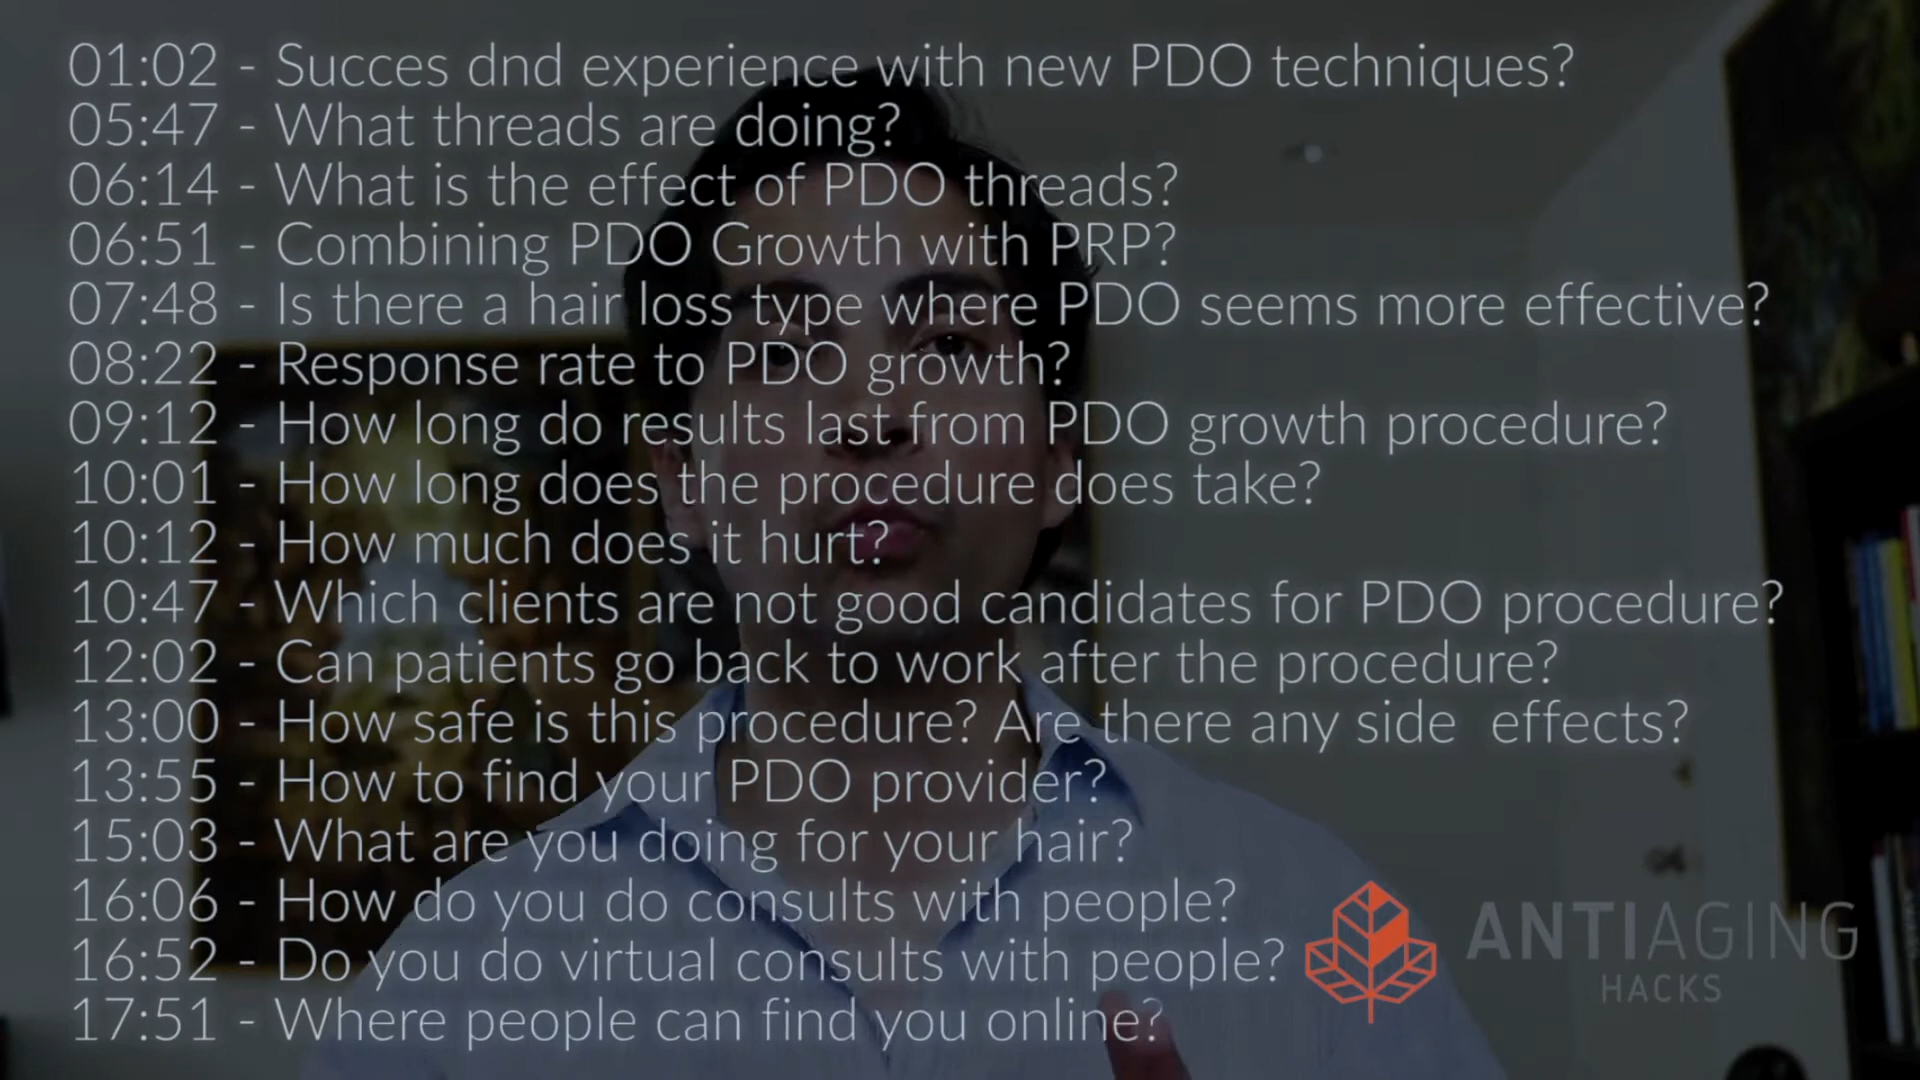 01:02 - Succes dnd experience with new PDO techniques?
05:47 - What threads are doing?
06:14 - What is the effect of PDO threads?
06:51 - Combining PDO Growth with PRP?
07:48 - Is there a hair loss type where PDO seems more effective?
08:22 - Response rate to PDO growth?
09:12 - How long do results last from PDO growth procedure?
10:01 - How long does the procedure does take?
10:12 - How much does it hurt?
10:47 - Which clients are not good candidates for PDO procedure?
12:02 - Can patients go back to work after the procedure?
13:00 - How safe is this procedure? Are there any side effects?
13:55 - How to find your PDO provider?
15:03 - What are you doing for your hair?
16:06 - How do you do consults with people?
16:52 - Do you do virtual consults with people?
17:51 - Where people can find you online?
ANTIAGING
HACKS